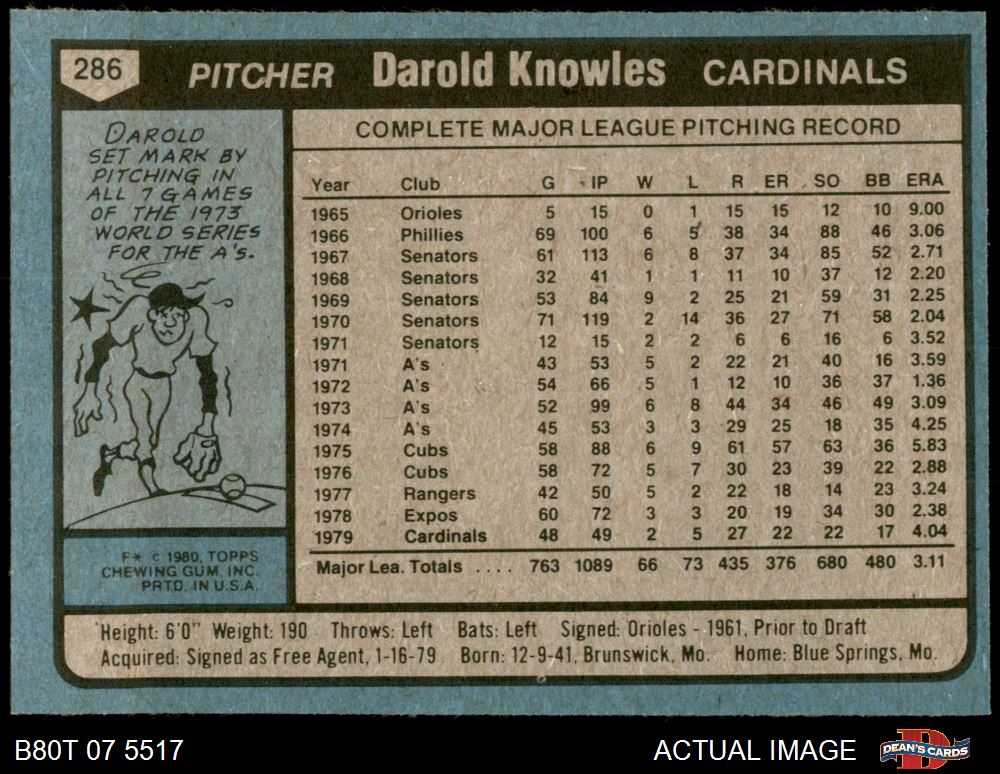 286 PITCHER Darold Knowles CARDINALS
DAROLD
SET MARK BY
PITCHING IN
ALL 7 GAMES
OF THE 1973
WORLD SERIES
FOR THE A's.
F* © 1980, TOPPS
CHEWING GUM, INC.
PRTD. IN U.S.A.
COMPLETE MAJOR LEAGUE PITCHING RECORD
Year Club G IP W L R ER SO BB ERA
1965 Orioles 5 15 0 1 15 15 12 10 9.00
1966 Phillies 69 100 6 5 38 34 88 46 3.06
1967 Senators 61 113 6 8 37 34 85 52 2.71
1968 Senators 32 41 1 1 11 10 37 12 2.20
1969 Senators 53 84 9 2 25 21 59 31 2.25
1970 Senators 71 119 2 14 36 27 71 58 2.04
1971 Senators 12 15 2 2 6 6 16 6 3.52
1971 A's 43 53 5 2 22 21 40 16 3.59
1972 A's 54 66 5 1 12 10 36 37 1.36
1973 A's 52 99 6 8 44 34 46 49 3.09
1974 A's 45 53 3 3 29 25 18 35 4.25
1975 Cubs 58 88 6 9 61 57 63 36 5.83
1976 Cubs 58 72 5 7 30 23 39 22 2.88
1977 Rangers 42 50 5 2 22 18 14 23 3.24
1978 Expos 60 72 3 3 20 19 34 30 2.38
1979 Cardinals 48 49 2 5 27 22 22 17 4.04
Major Lea. Totals .... 763 1089 66 73 435 376 680 480 3.11
Height: 6'0" Weight: 190 Throws: Left Bats: Left Signed: Orioles - 1961, Prior to Draft
Acquired: Signed as Free Agent, 1-16-79 Born: 12-9-41, Brunswick, Mo. Home: Blue Springs, Mo.
B80T 07 5517 ACTUAL IMAGE DEAN'S CARDS